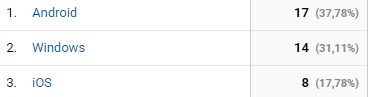 1. Android 17 (37,78%)
2. Windows 14 (31,11%)
3. iOS 8 (17,78%)